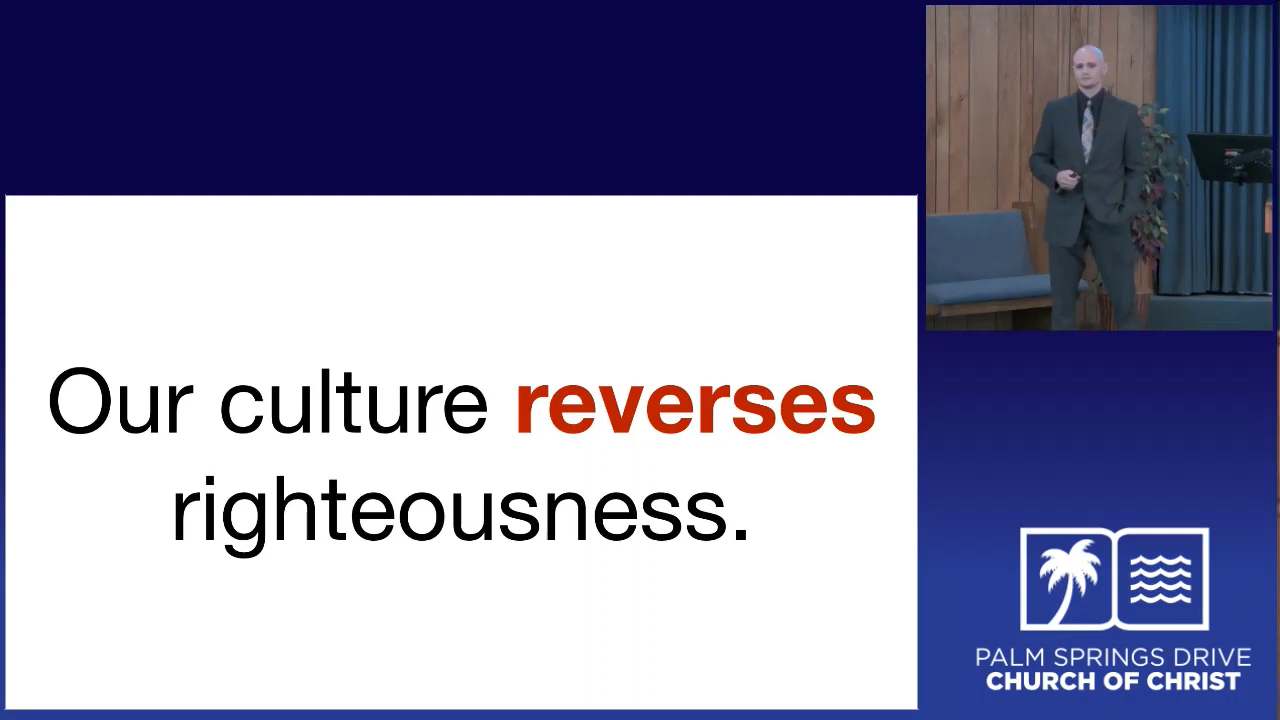 Our culture reverses
righteousness.
PALM SPRINGS DRIVE
CHURCH OF CHRIST